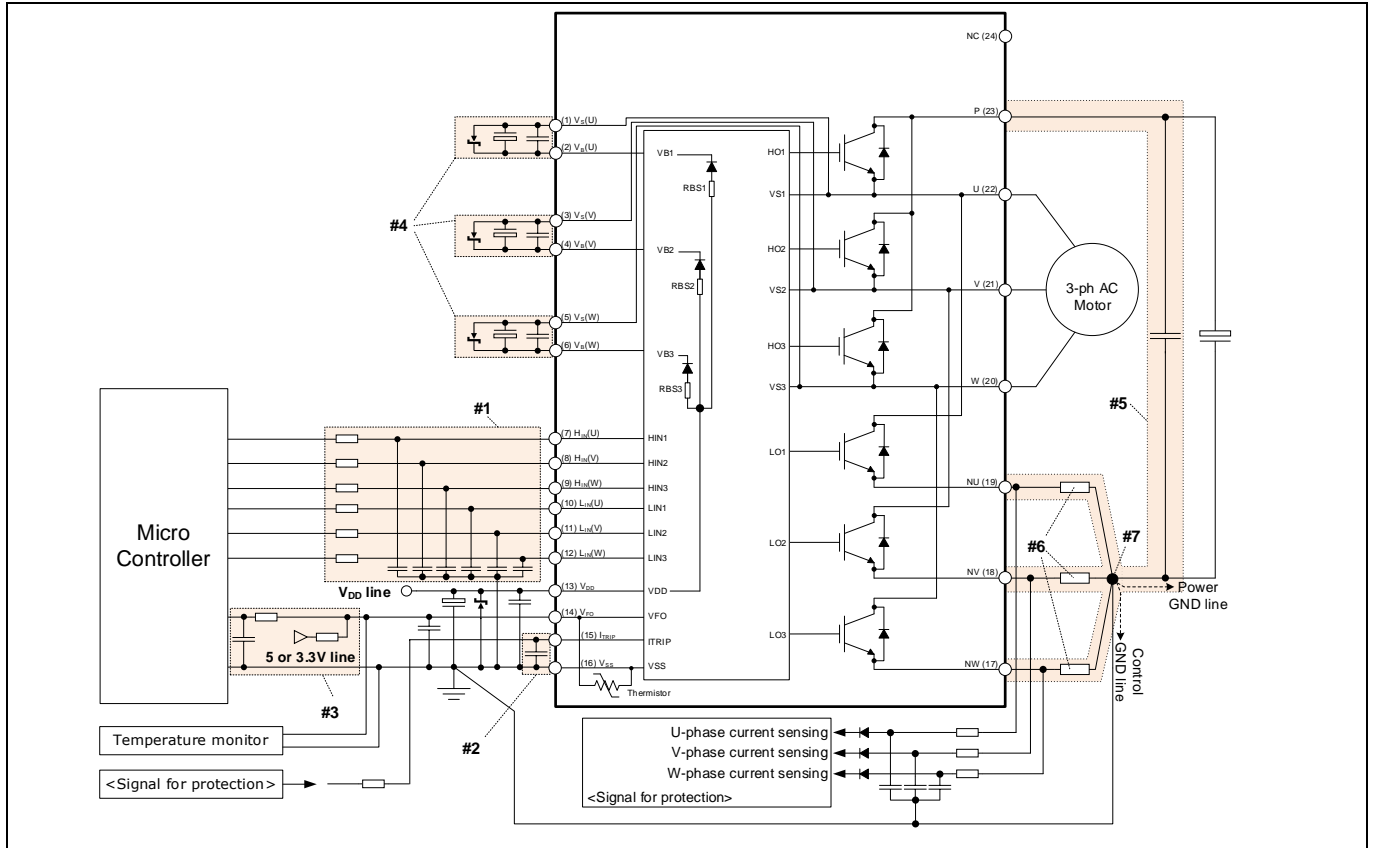 NC (24)
P (23)
(1) VS(U)
(2) VB(U)
VB1
HO1
RBS1
VS1
U (22)
(3) VS(V)
(4) VB(V)
#4
VB2
HO2
RBS2
VS2
V (21)
3-ph AC
Motor
(5) VS(W)
(6) VB(W)
VB3
HO3
RBS3
VS3
W (20)
#5
#1
(7) HIN(U)
HIN1
(8) HIN(V)
HIN2
(9) HIN(W)
HIN3
(10) LIN(U)
LIN1
(11) LIN(V)
LIN2
(12) LIN(W)
LIN3
LO1
NU (19)
Micro
Controller
#6
#7
LO2
NV (18)
Power
GND line
VDD line
(13) VDD
VDD
(14) VFO
VFO
(15) ITRIP
ITRIP
(16) VSS
VSS
5 or 3.3V line
#3
#2
Thermistor
LO3
NW (17)
Control
GND line
Temperature monitor
<Signal for protection>
U-phase current sensing
V-phase current sensing
W-phase current sensing
<Signal for protection>